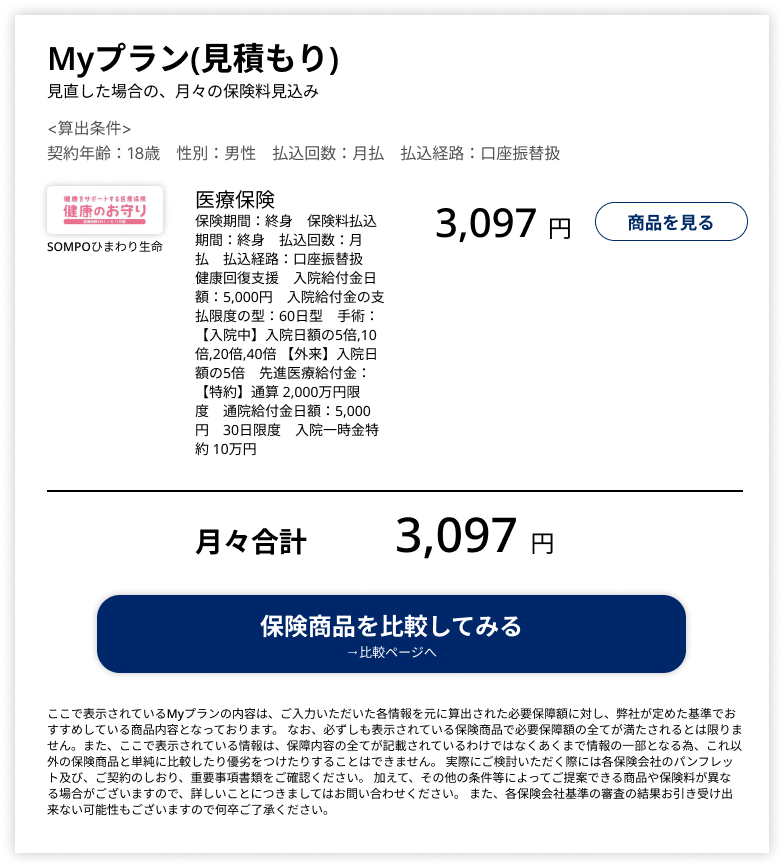 Myプラン(見積もり)
見直した場合の、月々の保険料見込み
<算出条件>
契約年齢：18歳　性別：男性　払込回数：月払　払込経路：口座振替扱
健康をサポートする医療保険
健康のお守り
SOMPOひまわり生命
医療保険
保険期間：終身　保険料払込
期間：終身　払込回数：月
払　払込経路：口座振替扱
健康回復支援　入院給付金日
額：5,000円　入院給付金の支
払限度の型：60日型　手術：
【入院中】入院日額の5倍,10
倍,20倍,40倍 【外来】入院日
額の5倍　先進医療給付金：
【特約】通算 2,000万円限
度　通院給付金日額：5,000
円　30日限度　入院一時金特
約 10万円
3,097 円
商品を見る
月々合計 3,097 円
保険商品を比較してみる
→比較ページへ
ここで表示されているMyプランの内容は、ご入力いただいた各情報を元に算出された必要保障額に対し、弊社が定めた基準でお
すすめしている商品内容となっております。 なお、必ずしも表示されている保険商品で必要保障額の全てが満たされるとは限りま
せん。また、ここで表示されている情報は、保障内容の全てが記載されているわけではなくあくまで情報の一部となる為、これ以
外の保険商品と単純に比較したり優劣をつけたりすることはできません。 実際にご検討いただく際には各保険会社のパンフレッ
ト及び、ご契約のしおり、重要事項書類をご確認ください。 加えて、その他の条件等によってご提案できる商品や保険料が異な
る場合がございますので、詳しいことにつきましてはお問い合わせください。 また、各保険会社基準の審査の結果お引き受け出
来ない可能性もございますので何卒ご了承ください。